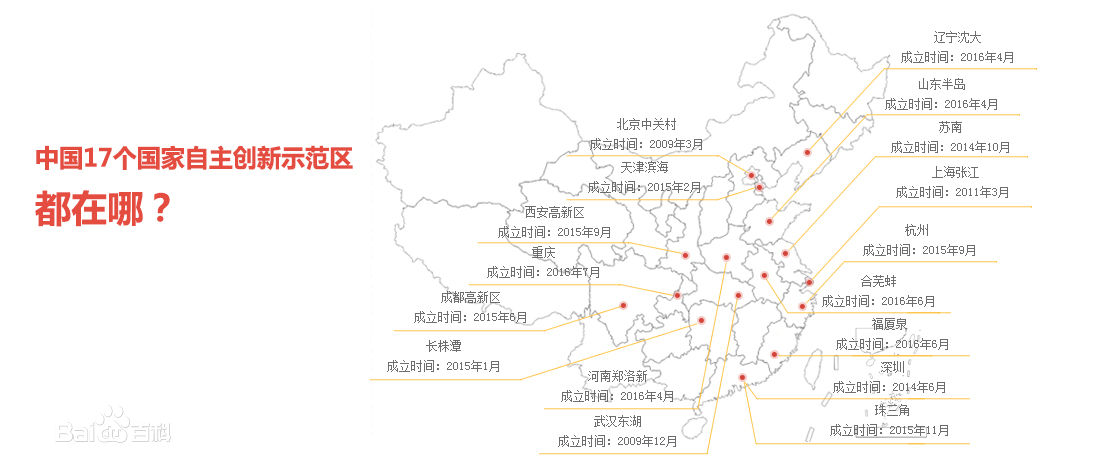 中国17个国家自主创新示范区
都在哪？
辽宁沈大
成立时间：2016年4月
山东半岛
成立时间：2016年4月
苏南
成立时间：2014年10月
上海张江
成立时间：2011年3月
杭州
成立时间：2015年9月
合芜蚌
成立时间：2016年6月
福厦泉
成立时间：2016年6月
深圳
成立时间：2014年6月
珠三角
成立时间：2015年11月
北京中关村
成立时间：2009年3月
天津滨海
成立时间：2015年2月
西安高新区
成立时间：2015年9月
重庆
成立时间：2016年7月
成都高新区
成立时间：2015年6月
长株潭
成立时间：2015年1月
河南郑洛新
成立时间：2016年4月
武汉东湖
成立时间：2009年12月
Bai百科